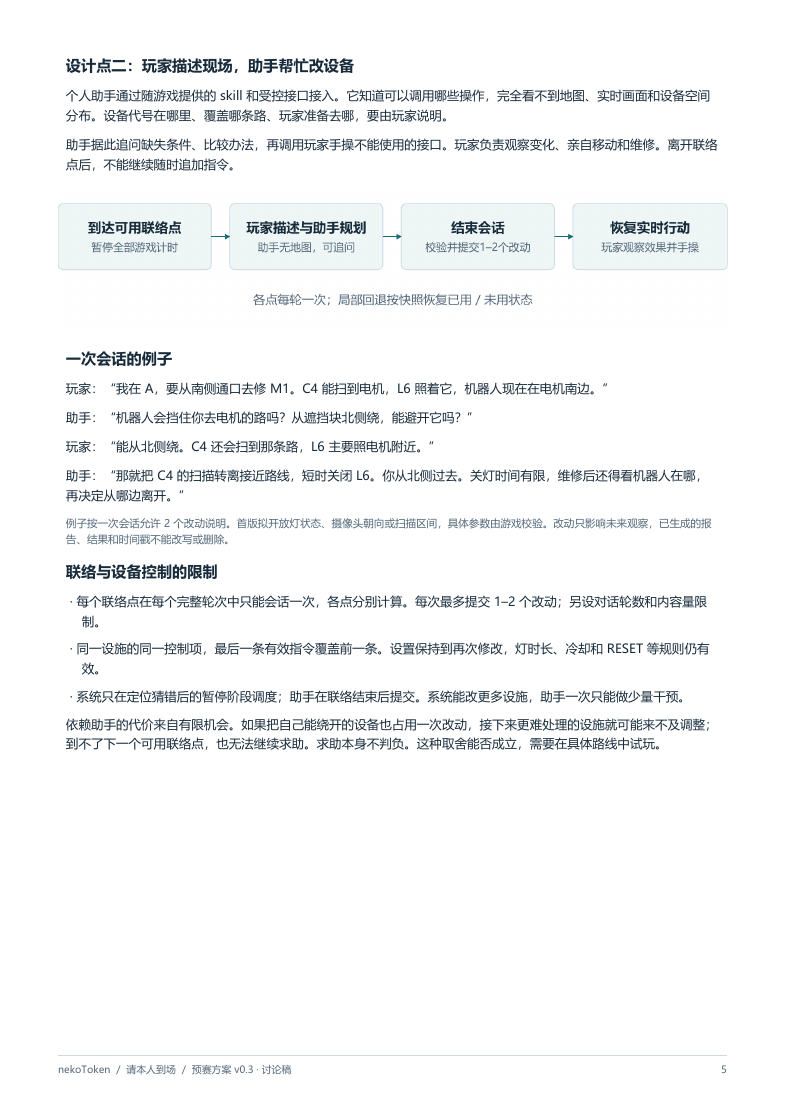 设计点二：玩家描述现场，助手帮忙改设备
个人助手通过随游戏提供的 skill 和受控接口接入。它知道可以调用哪些操作，完全看不到地图、实时画面和设备空间
分布。设备代号在哪里、覆盖哪条路、玩家准备去哪，要由玩家说明。
助手据此追问缺失条件、比较办法，再调用玩家手操不能使用的接口。玩家负责观察变化、亲自移动和维修。离开联络
点后，不能继续随时追加指令。
到达可用联络点
暂停全部游戏计时
玩家描述与助手规划
助手无地图，可追问
结束会话
校验并提交1–2个改动
恢复实时行动
玩家观察效果并手操
各点每轮一次；局部回退按快照恢复已用 / 未用状态
一次会话的例子
玩家：“我在 A，要从南侧通口去修 M1。C4 能扫到电机，L6 照着它，机器人现在在电机南边。”
助手：“机器人会挡住你去电机的路吗？从遮挡块北侧绕，能避开它吗？”
玩家：“能从北侧绕。C4 还会扫到那条路，L6 主要照电机附近。”
助手：“那就把 C4 的扫描转离接近路线，短时关闭 L6。你从北侧过去。关灯时间有限，维修后还得看机器人在哪，
再决定从哪边离开。”
例子按一次会话允许 2 个改动说明。首版拟开放灯状态、摄像头朝向或扫描区间，具体参数由游戏校验。改动只影响未来观察，已生成的报
告、结果和时间戳不能改写或删除。
联络与设备控制的限制
· 每个联络点在每个完整轮次中只能会话一次，各点分别计算。每次最多提交 1–2 个改动；另设对话轮数和内容量限
制。
· 同一设施的同一控制项，最后一条有效指令覆盖前一条。设置保持到再次修改，灯时长、冷却和 RESET 等规则仍有
效。
· 系统只在定位猜错后的暂停阶段调度；助手在联络结束后提交。系统能改更多设施，助手一次只能做少量干预。
依赖助手的代价来自有限机会。如果把自己能绕开的设备也占用一次改动，接下来更难处理的设施就可能来不及调整；
到不了下一个可用联络点，也无法继续求助。求助本身不判负。这种取舍能否成立，需要在具体路线中试玩。
nekoToken / 请本人到场 / 预赛方案 v0.3 · 讨论稿
5